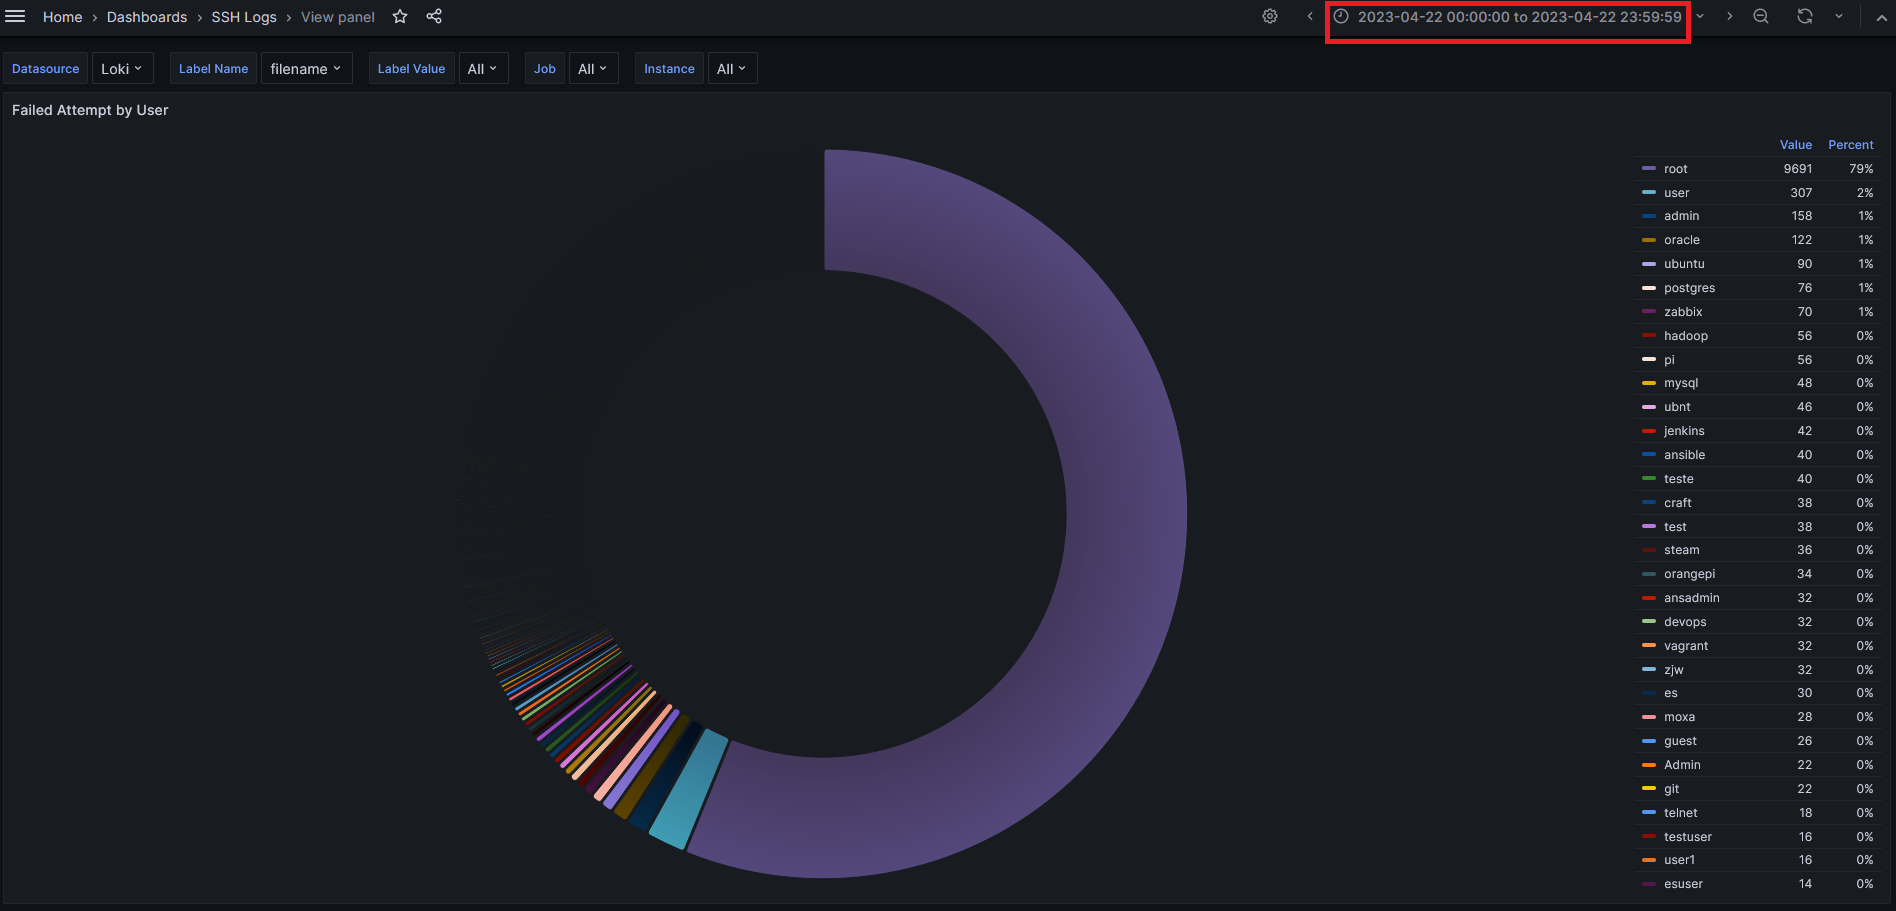 Home › Dashboards › SSH Logs › View panel
2023-04-22 00:00:00 to 2023-04-22 23:59:59
Datasource Loki Label Name filename Label Value All Job All Instance All
Failed Attempt by User
Value Percent
root 9691 79%
user 307 2%
admin 158 1%
oracle 122 1%
ubuntu 90 1%
postgres 76 1%
zabbix 70 1%
hadoop 56 0%
pi 56 0%
mysql 48 0%
ubnt 46 0%
jenkins 42 0%
ansible 40 0%
teste 40 0%
craft 38 0%
test 38 0%
steam 36 0%
orangepi 34 0%
ansadmin 32 0%
devops 32 0%
vagrant 32 0%
zjw 32 0%
es 30 0%
moxa 28 0%
guest 26 0%
Admin 22 0%
git 22 0%
telnet 18 0%
testuser 16 0%
user1 16 0%
esuser 14 0%